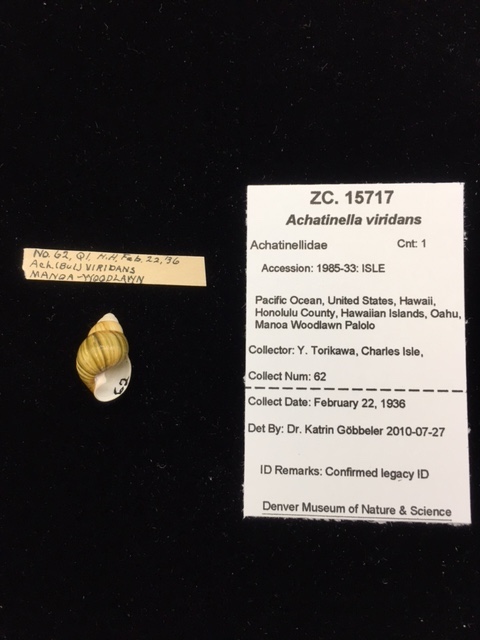 No. 62, Q1, N.H, Feb. 22, 36
Ach.(Bul) VIRIDANS
MANOA-WOODLAWN
62
ZC. 15717
Achatinella viridans
Achatinellidae Cnt: 1
Accession: 1985-33: ISLE
Pacific Ocean, United States, Hawaii,
Honolulu County, Hawaiian Islands, Oahu,
Manoa Woodlawn Palolo
Collector: Y. Torikawa, Charles Isle,
Collect Num: 62
Collect Date: February 22, 1936
Det By: Dr. Katrin Göbbeler 2010-07-27
ID Remarks: Confirmed legacy ID
Denver Museum of Nature & Science